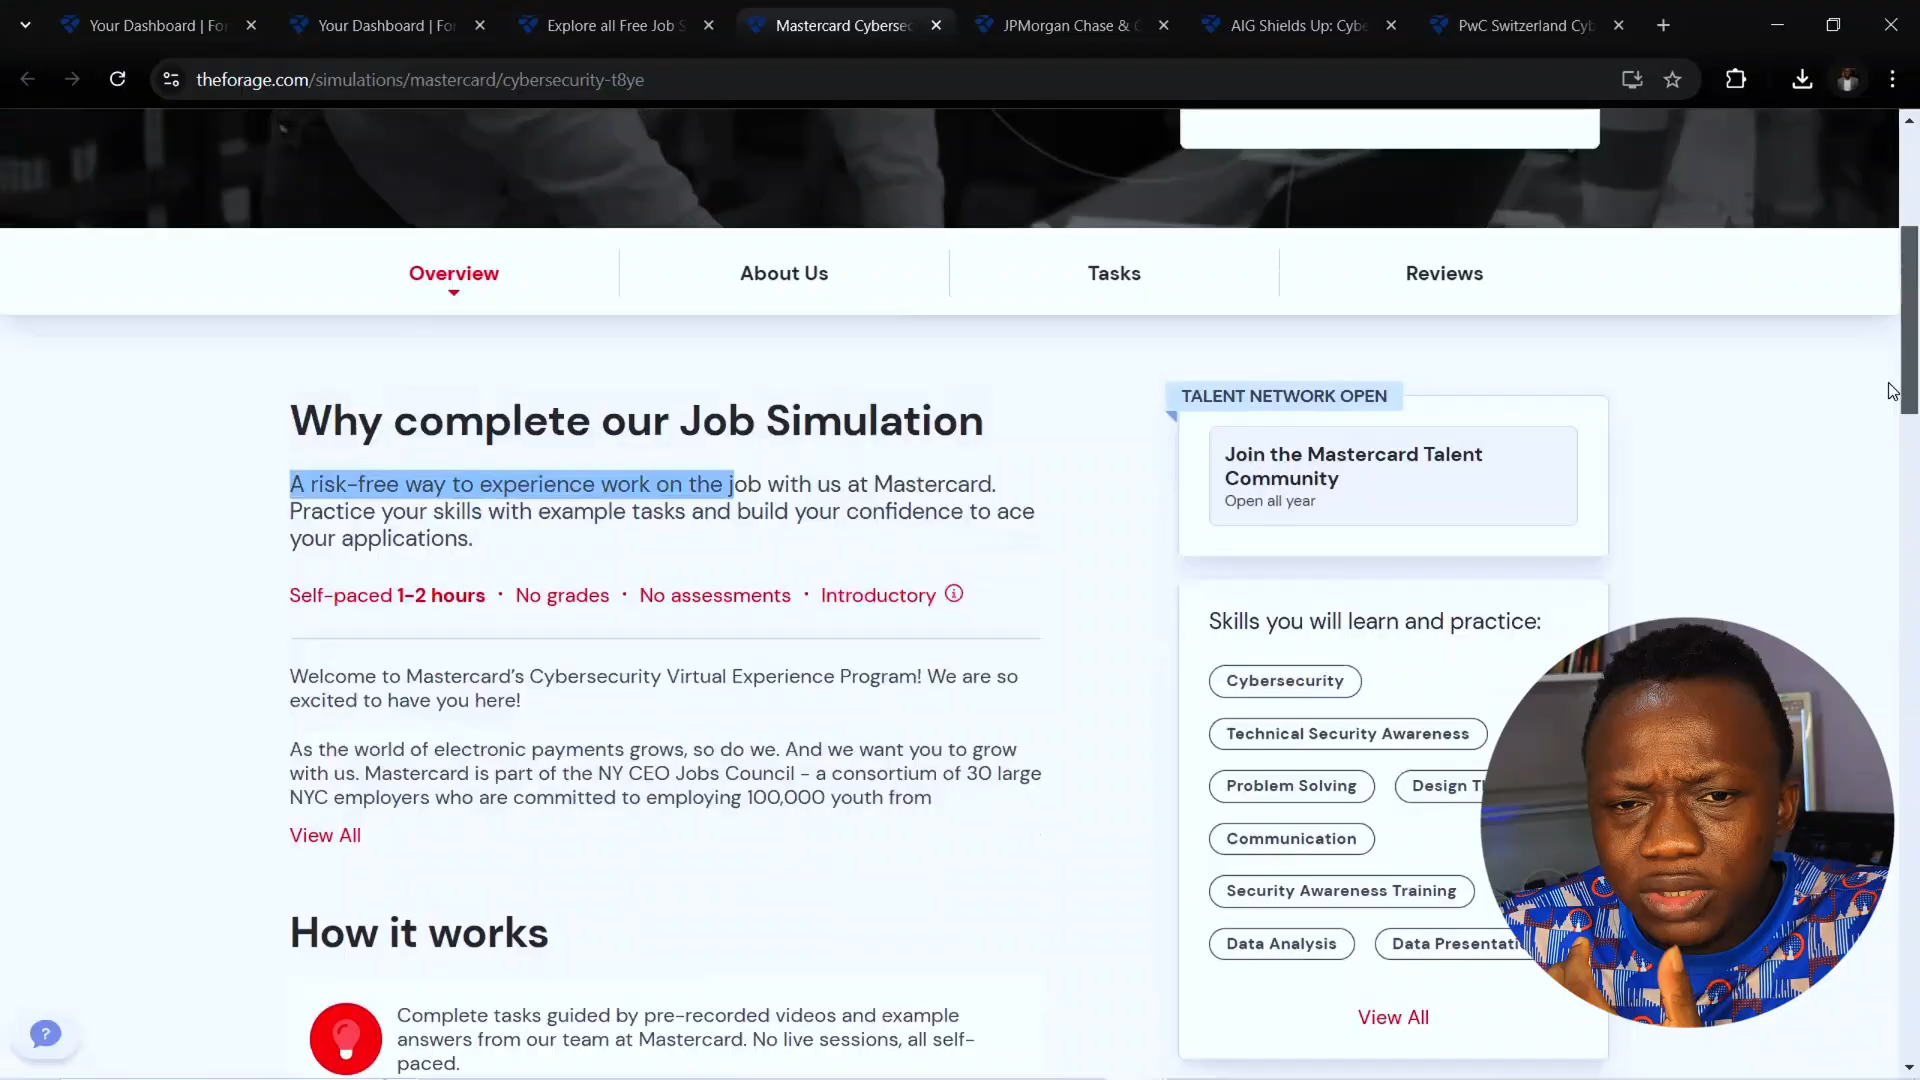 Your Dashboard | For
Your Dashboard | For
Explore all Free Job S
Mastercard Cybersec
JPMorgan Chase & C
AIG Shields Up: Cybe
PwC Switzerland Cyb
theforage.com/simulations/mastercard/cybersecurity-t8ye
Overview
About Us
Tasks
Reviews
Why complete our Job Simulation
A risk-free way to experience work on the job with us at Mastercard.
Practice your skills with example tasks and build your confidence to ace
your applications.
Self-paced 1-2 hours · No grades · No assessments · Introductory
Welcome to Mastercard’s Cybersecurity Virtual Experience Program! We are so
excited to have you here!
As the world of electronic payments grows, so do we. And we want you to grow
with us. Mastercard is part of the NY CEO Jobs Council - a consortium of 30 large
NYC employers who are committed to employing 100,000 youth from
View All
How it works
Complete tasks guided by pre-recorded videos and example
answers from our team at Mastercard. No live sessions, all self-
paced.
TALENT NETWORK OPEN
Join the Mastercard Talent
Community
Open all year
Skills you will learn and practice:
Cybersecurity
Technical Security Awareness
Problem Solving
Design T
Communication
Security Awareness Training
Data Analysis
Data Presentati
View All
?